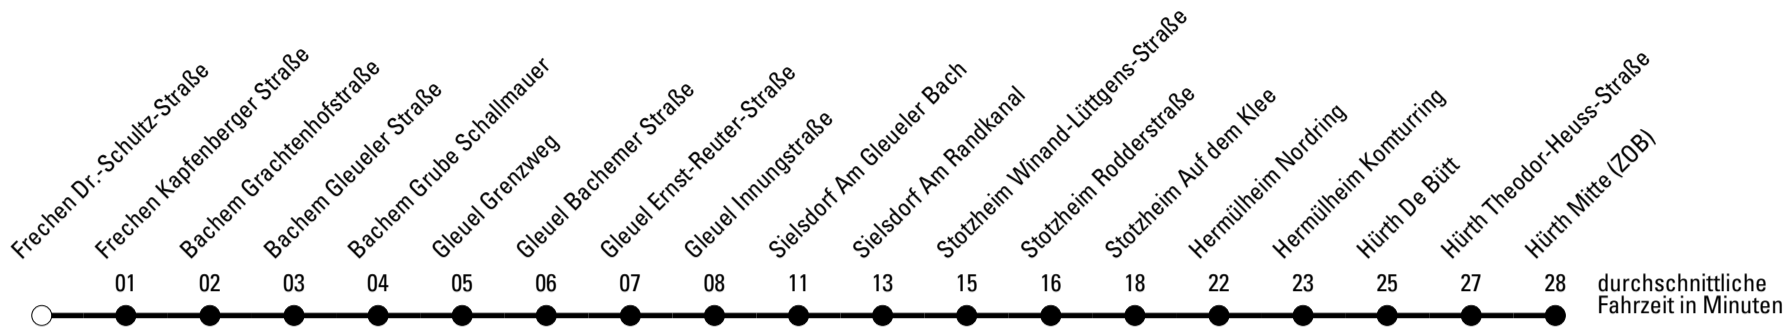 Frechen Dr.-Schultz-Straße
Frechen Kapfenberger Straße
Bachem Grachtenhofstraße
Bachem Gleueler Straße
Bachem Grube Schallmauer
Gleuel Grenzweg
Gleuel Bachemer Straße
Gleuel Ernst-Reuter-Straße
Gleuel Innungstraße
Sielsdorf Am Gleueler Bach
Sielsdorf Am Randkanal
Stotzheim Winand-Lüttgens-Straße
Stotzheim Rodderstraße
Stotzheim Auf dem Klee
Hermülheim Nordring
Hermülheim Komturring
Hürth De Bütt
Hürth Theodor-Heuss-Straße
Hürth Mitte (ZOB)
01 02 03 04 05 06 07 08 11 13 15 16 18 22 23 25 27 28
durchschnittliche
Fahrzeit in Minuten